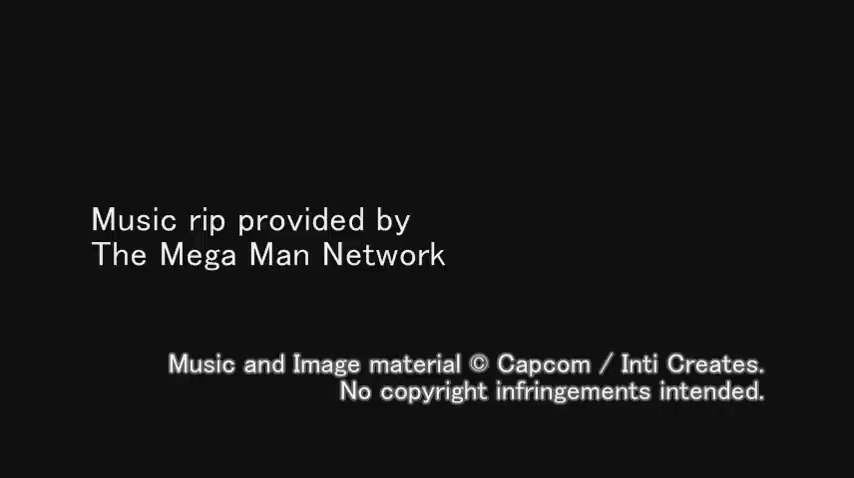 Music rip provided by
The Mega Man Network
Music and Image material © Capcom / Inti Creates.
No copyright infringements intended.